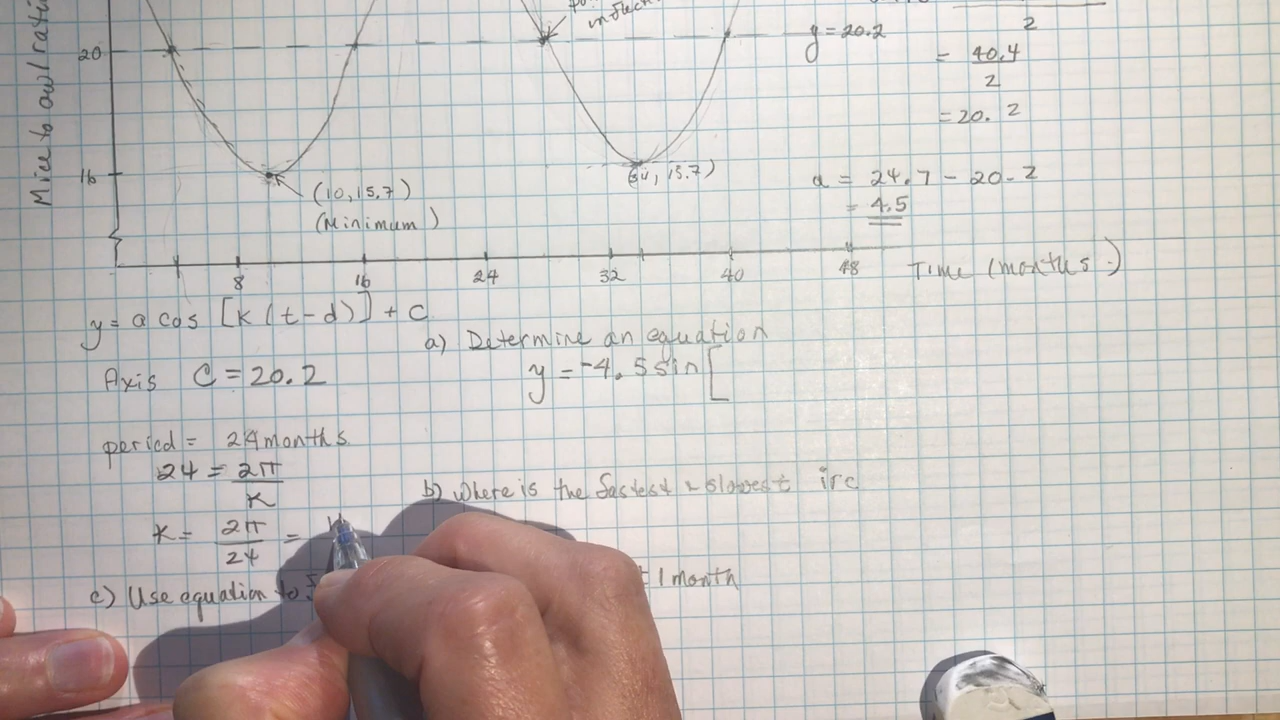 Mice to owl rati
20
inflecti
y = 20.2
2
= 40.4
2
= 20.2
16
(10, 15.7)
(Minimum)
(34, 15.7)
a = 24.7 - 20.2
= 4.5
8 16 24 32 40 48
Time (months)
y = a cos [k (t-d)] + C
a) Determine an equation
Axis C = 20.2
y = -4.5 sin [
period = 24 months
24 = 2π
K
b) Where is the fastest & slowest irc
K = 2π =
24
c) Use equation to
1 month